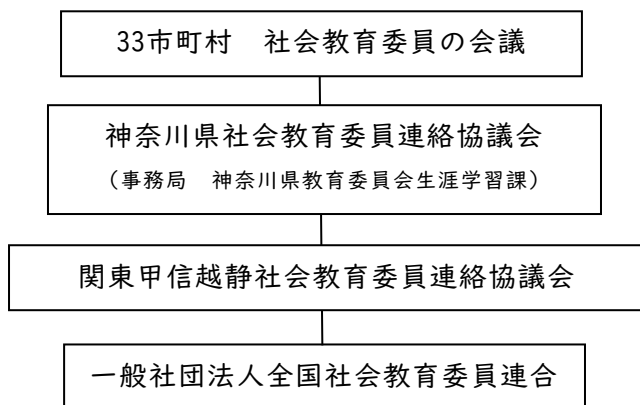 33市町村　社会教育委員の会議
神奈川県社会教育委員連絡協議会
（事務局　神奈川県教育委員会生涯学習課）
関東甲信越静社会教育委員連絡協議会
一般社団法人全国社会教育委員連合